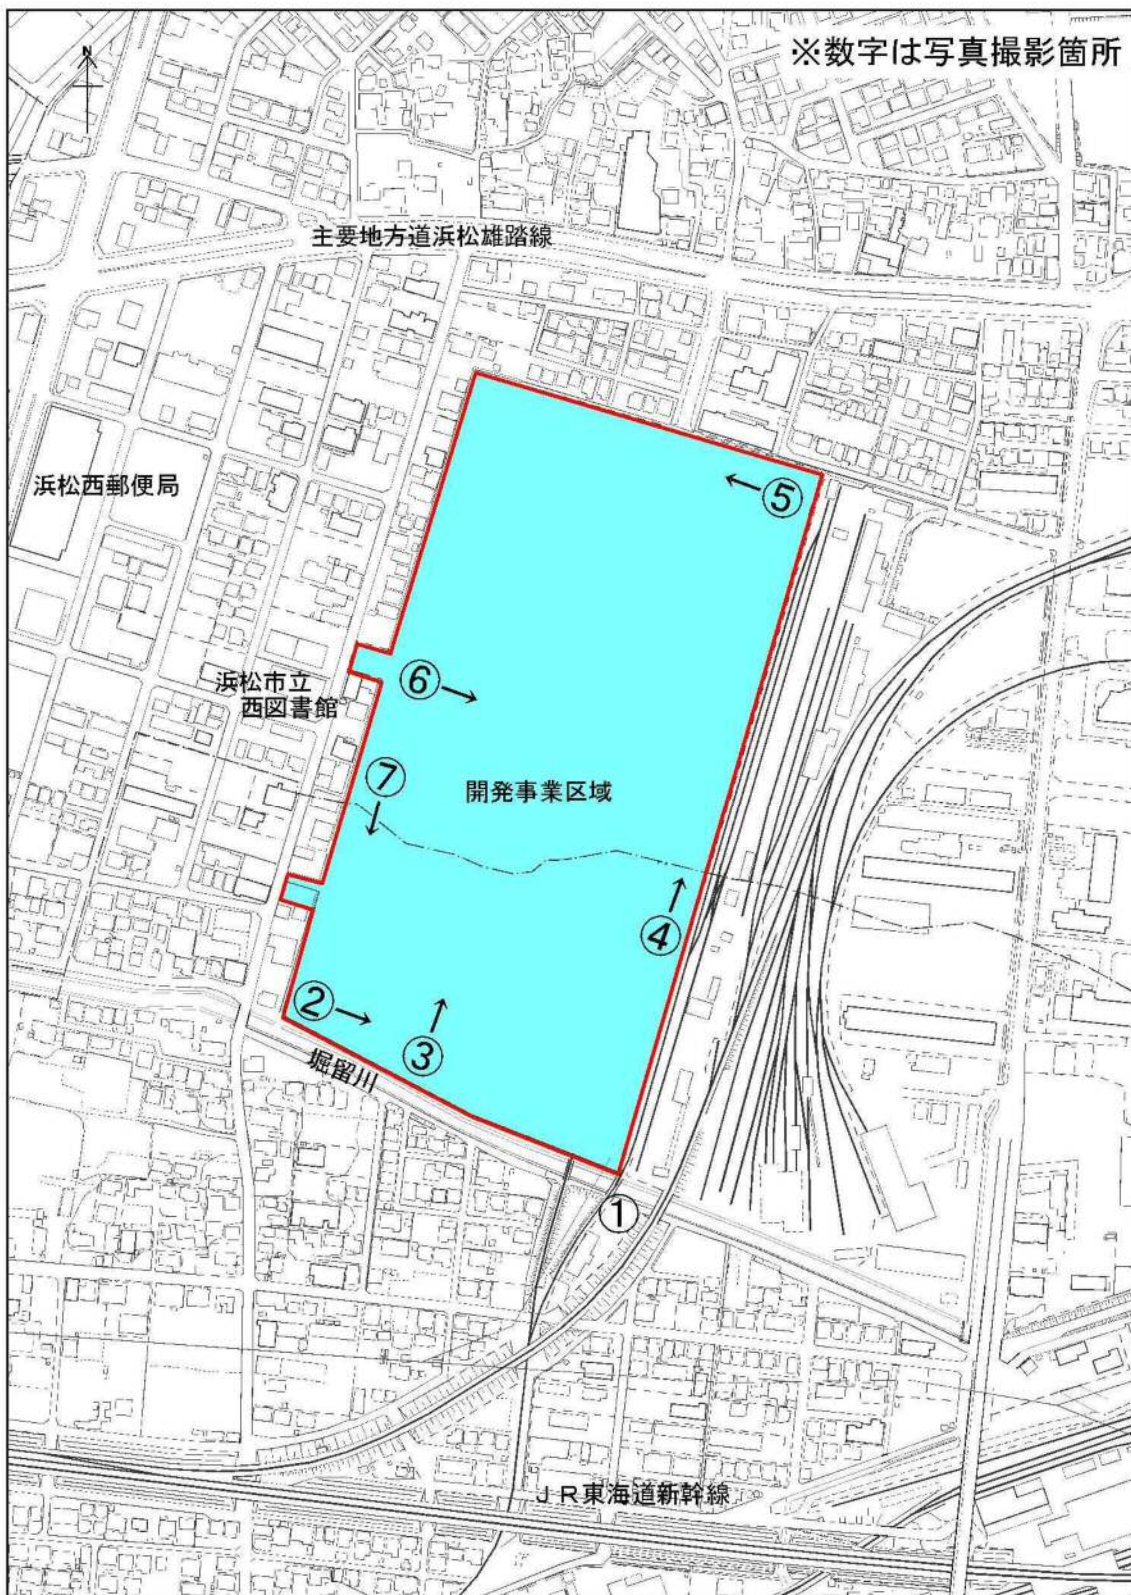 N
※数字は写真撮影箇所
主要地方道浜松雄踏線
浜松西郵便局
⑤
浜松市立
西図書館
⑥
⑦
開発事業区域
④
②
③
堀留川
①
JR東海道新幹線